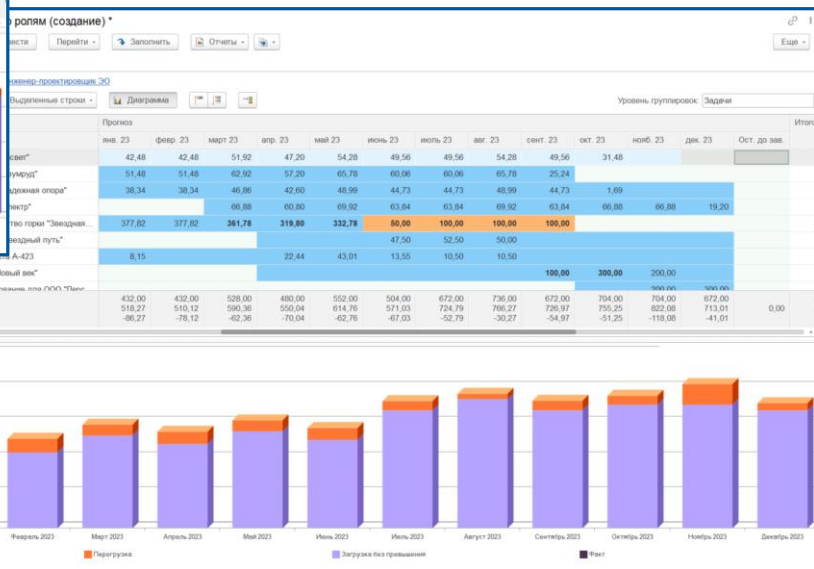 о ролям (создание) *
вести Перейти Заполнить Отчеты Еще
Инженер-проектировщик ЭО
Выделенные строки Диаграмма Уровень группировок: Задачи
Прогноз Итого
янв. 23 февр. 23 март 23 апр. 23 май 23 июнь 23 июль 23 авг. 23 сент. 23 окт. 23 нояб. 23 дек. 23 Ост. до зав.
свет" 42,48 42,48 51,92 47,20 54,28 49,56 49,56 54,28 49,56 31,48
зумруд" 51,48 51,48 62,92 57,20 65,78 60,06 60,06 65,78 25,24
адежная опора" 38,34 38,34 46,86 42,60 48,99 44,73 44,73 48,99 44,73 1,69
пектр" 66,88 60,80 69,92 63,84 63,84 69,92 63,84 66,88 66,88 19,20
тво горки "Звездная... 377,82 377,82 361,78 319,80 332,78 50,00 100,00 100,00 100,00
вездный путь" 47,50 52,50 50,00
А-423 8,15 22,44 43,01 13,55 10,50 10,50
овый век" 100,00 300,00 200,00
ование для ООО "Перс... 200,00 300,00
432,00 432,00 528,00 480,00 552,00 504,00 672,00 736,00 672,00 704,00 704,00 672,00
518,27 510,12 590,36 550,04 614,76 571,03 724,79 766,27 726,97 755,25 822,08 713,01 0,00
-86,27 -78,12 -62,36 -70,04 -62,76 -67,03 -52,79 -30,27 -54,97 -51,25 -118,08 -41,01
Февраль 2023 Март 2023 Апрель 2023 Май 2023 Июнь 2023 Июль 2023 Август 2023 Сентябрь 2023 Октябрь 2023 Ноябрь 2023 Декабрь 2023
Перегрузка Загрузка без превышения Факт